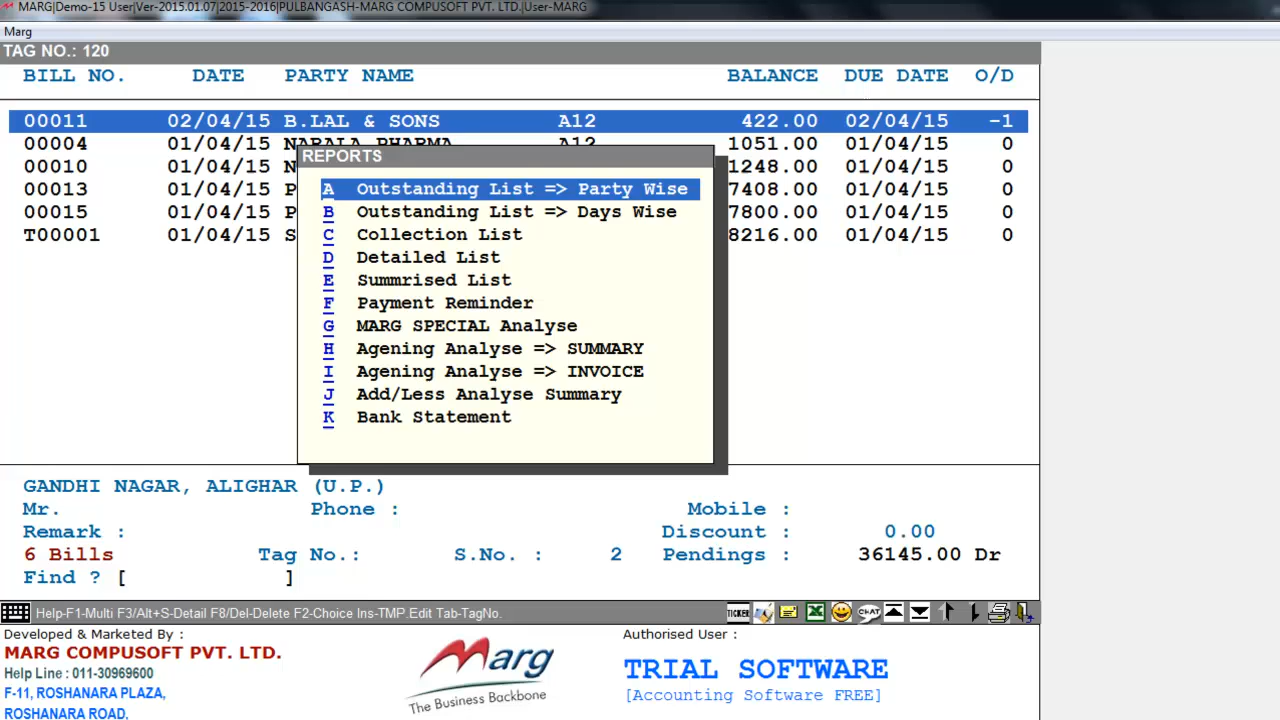 MARG|Demo-15 User|Ver-2015.01.07|2015-2016|PULBANGASH-MARG COMPUSOFT PVT. LTD.|User-MARG
Marg
TAG NO.: 120
BILL NO. DATE PARTY NAME BALANCE DUE DATE O/D
00011 02/04/15 B.LAL & SONS A12 422.00 02/04/15 -1
00004 01/04/15 NARALA PHARMA A12 1051.00 01/04/15 0
00010 01/04/15 N 1248.00 01/04/15 0
00013 01/04/15 P 7408.00 01/04/15 0
00015 01/04/15 P 7800.00 01/04/15 0
T00001 01/04/15 S 8216.00 01/04/15 0
REPORTS
A Outstanding List => Party Wise
B Outstanding List => Days Wise
C Collection List
D Detailed List
E Summrised List
F Payment Reminder
G MARG SPECIAL Analyse
H Agening Analyse => SUMMARY
I Agening Analyse => INVOICE
J Add/Less Analyse Summary
K Bank Statement
GANDHI NAGAR, ALIGHAR (U.P.)
Mr. Phone : Mobile :
Remark : Discount : 0.00
6 Bills Tag No.: S.No. : 2 Pendings : 36145.00 Dr
Find ? [ ]
Help-F1-Multi F3/Alt+S-Detail F8/Del-Delete F2-Choice Ins-TMP.Edit Tab-TagNo.
TICKER CHAT
Developed & Marketed By :
MARG COMPUSOFT PVT. LTD.
Help Line : 011-30969600
F-11, ROSHANARA PLAZA,
ROSHANARA ROAD,
Marg
The Business Backbone
Authorised User :
TRIAL SOFTWARE
[Accounting Software FREE]